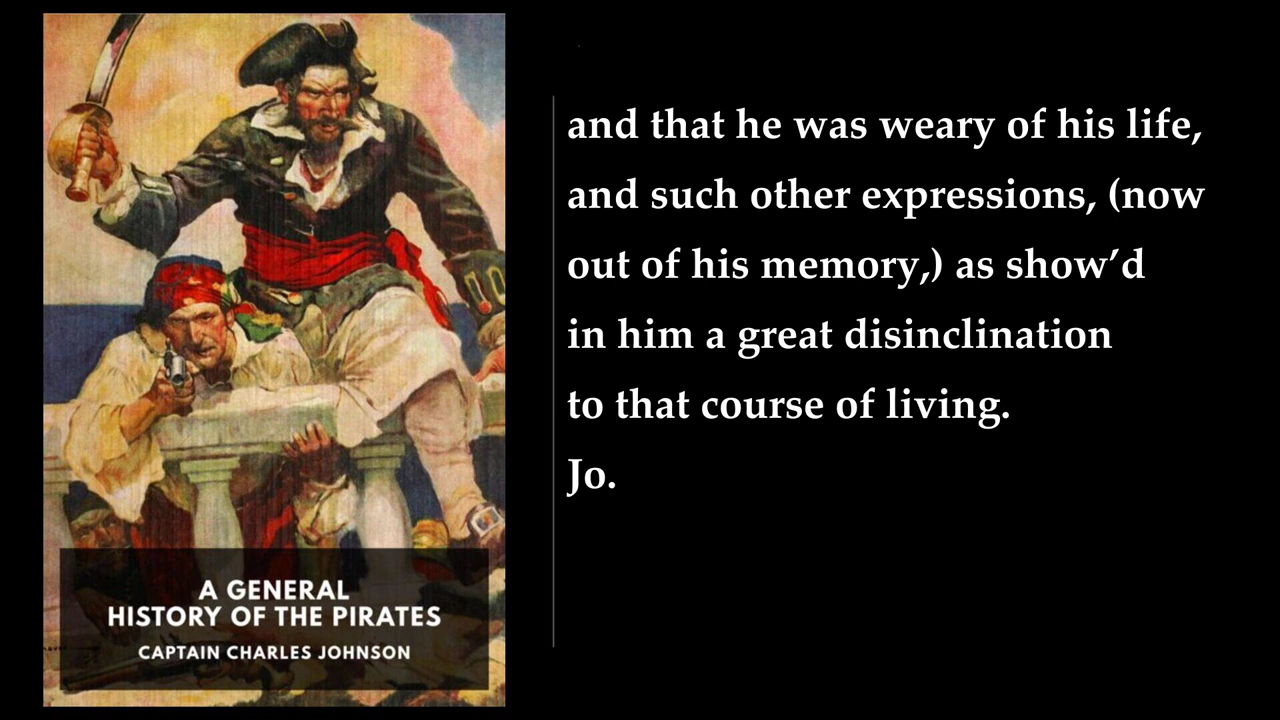 and that he was weary of his life,
and such other expressions, (now
out of his memory,) as show’d
in him a great disinclination
to that course of living.
Jo.
A GENERAL
HISTORY OF THE PIRATES
CAPTAIN CHARLES JOHNSON